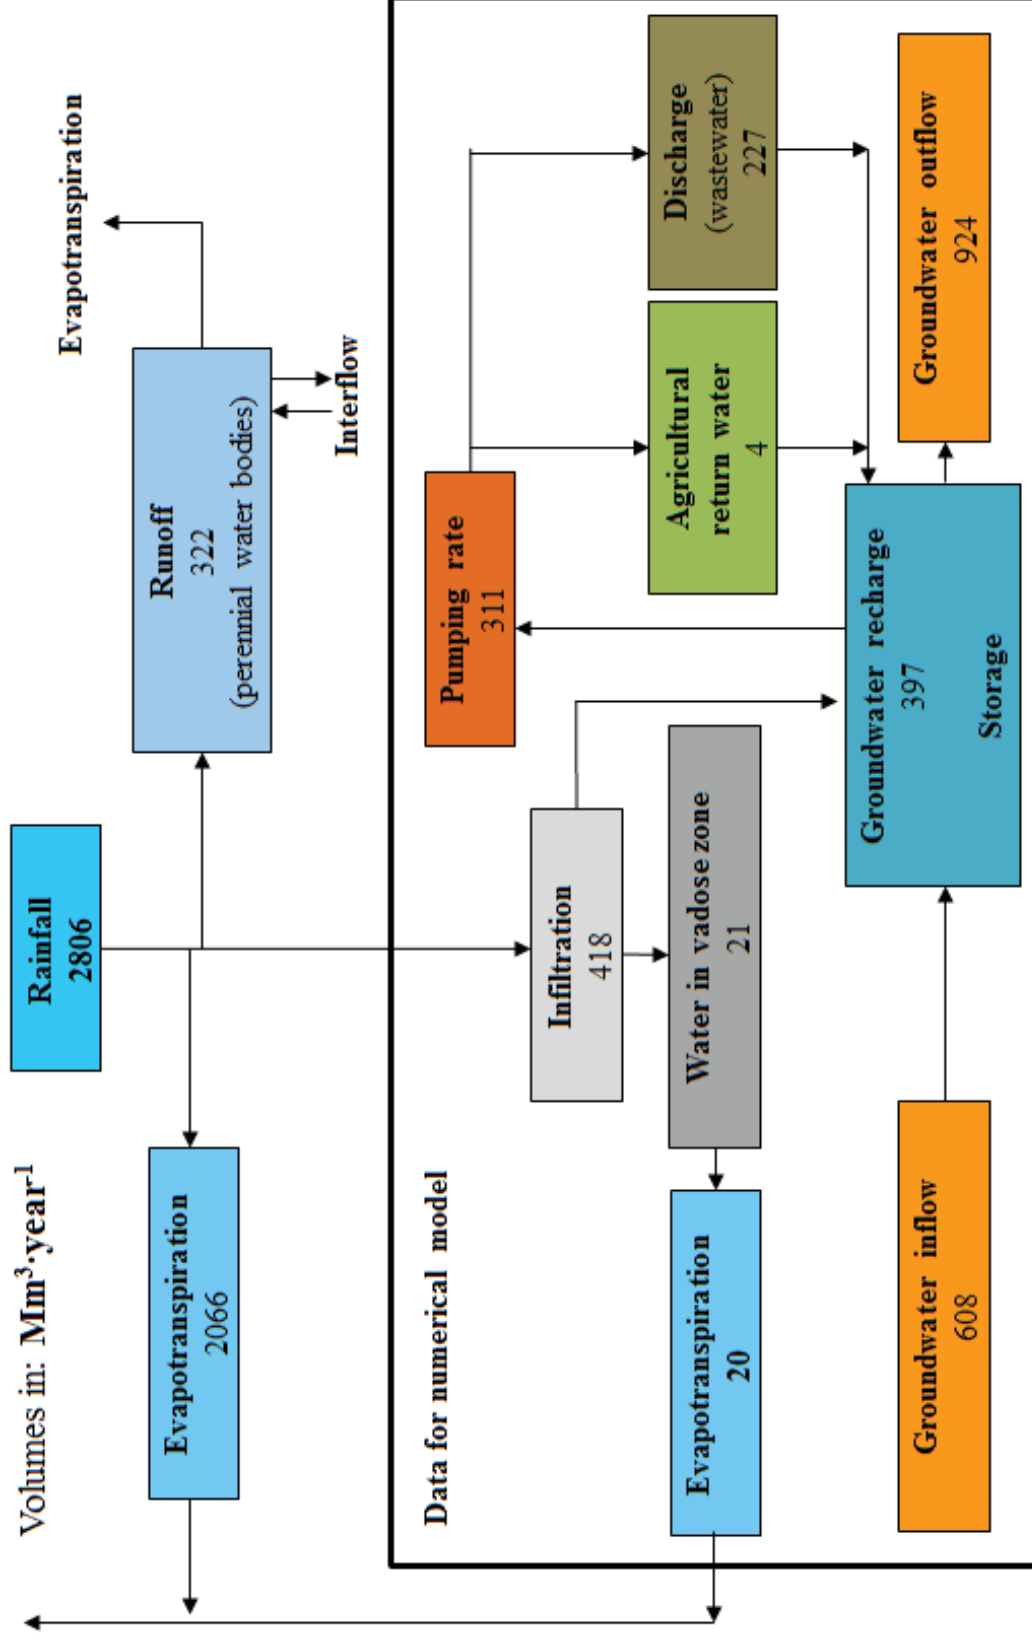 Volumes in: Mm³·year⁻¹
Rainfall
2806
Evapotranspiration
Evapotranspiration
2066
Runoff
322
(perennial water bodies)
Interflow
Data for numerical model
Pumping rate
311
Infiltration
418
Evapotranspiration
20
Water in vadose zone
21
Agricultural
return water
4
Discharge
(wastewater)
227
Groundwater inflow
608
Groundwater recharge
397
Storage
Groundwater outflow
924